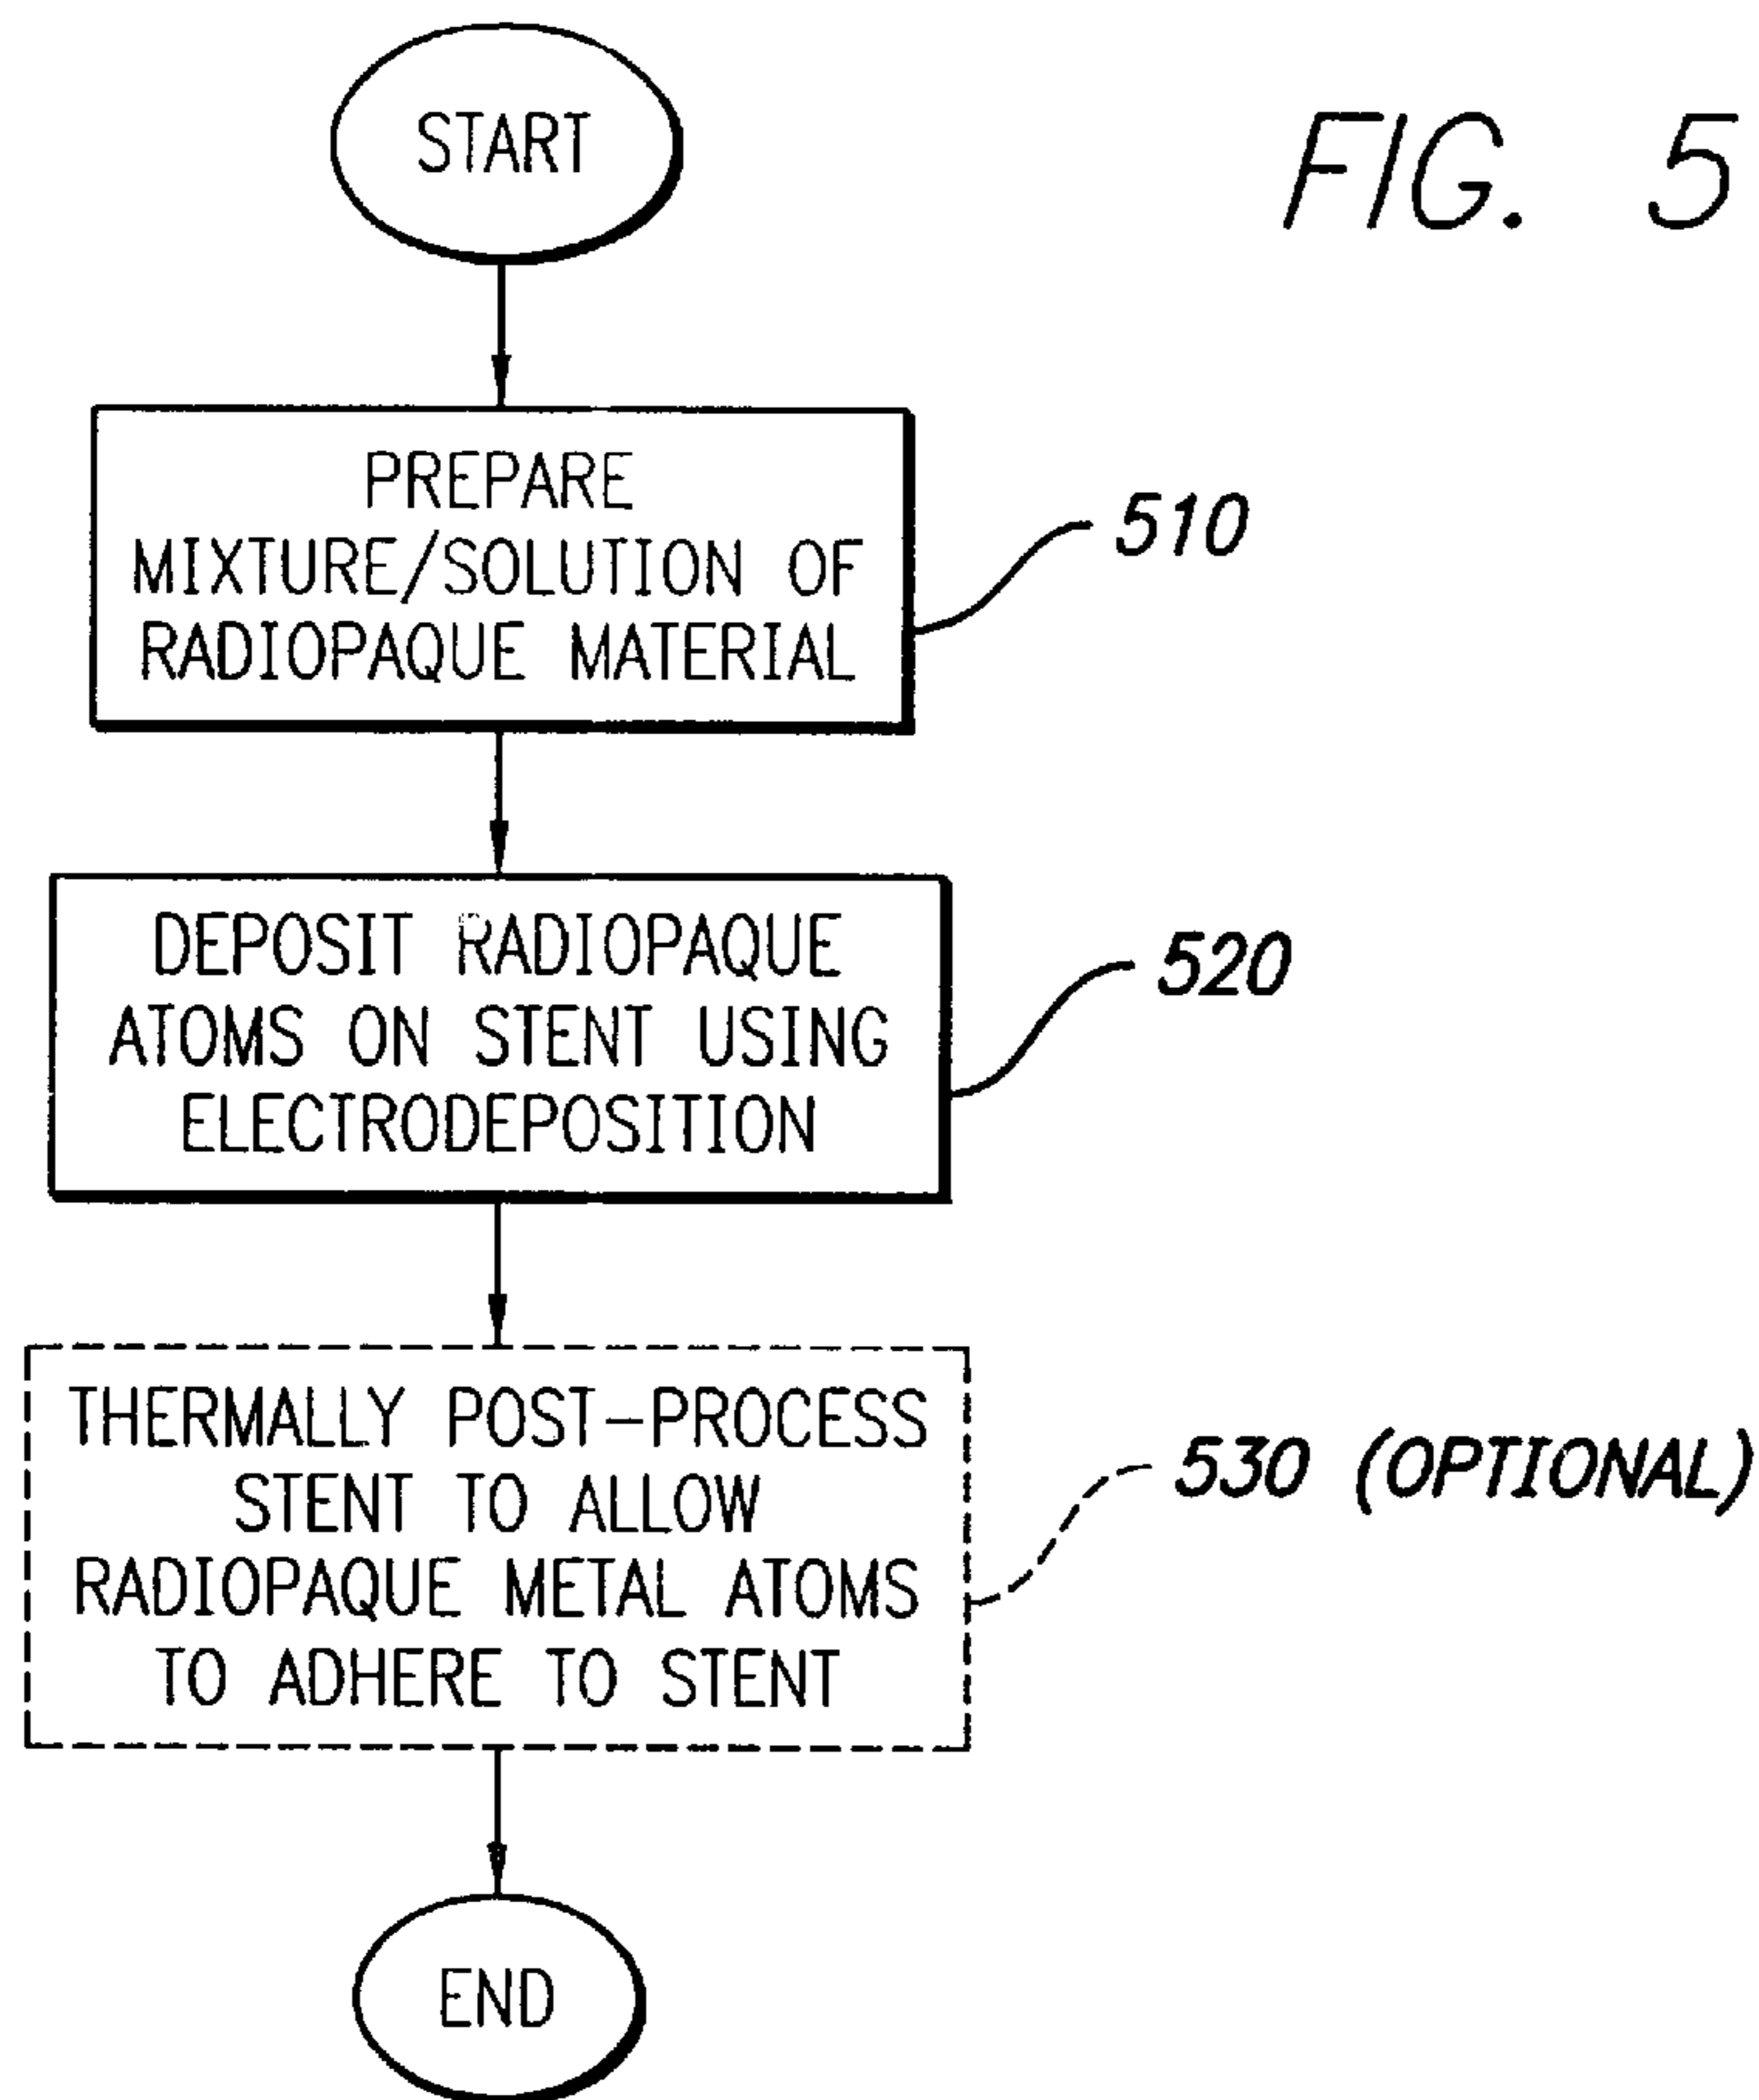 START
FIG. 5
PREPARE
MIXTURE/SOLUTION OF
RADIOPAQUE MATERIAL
510
DEPOSIT RADIOPAQUE
ATOMS ON STENT USING
ELECTRODEPOSITION
520
THERMALLY POST-PROCESS
STENT TO ALLOW
RADIOPAQUE METAL ATOMS
TO ADHERE TO STENT
530 (OPTIONAL)
END